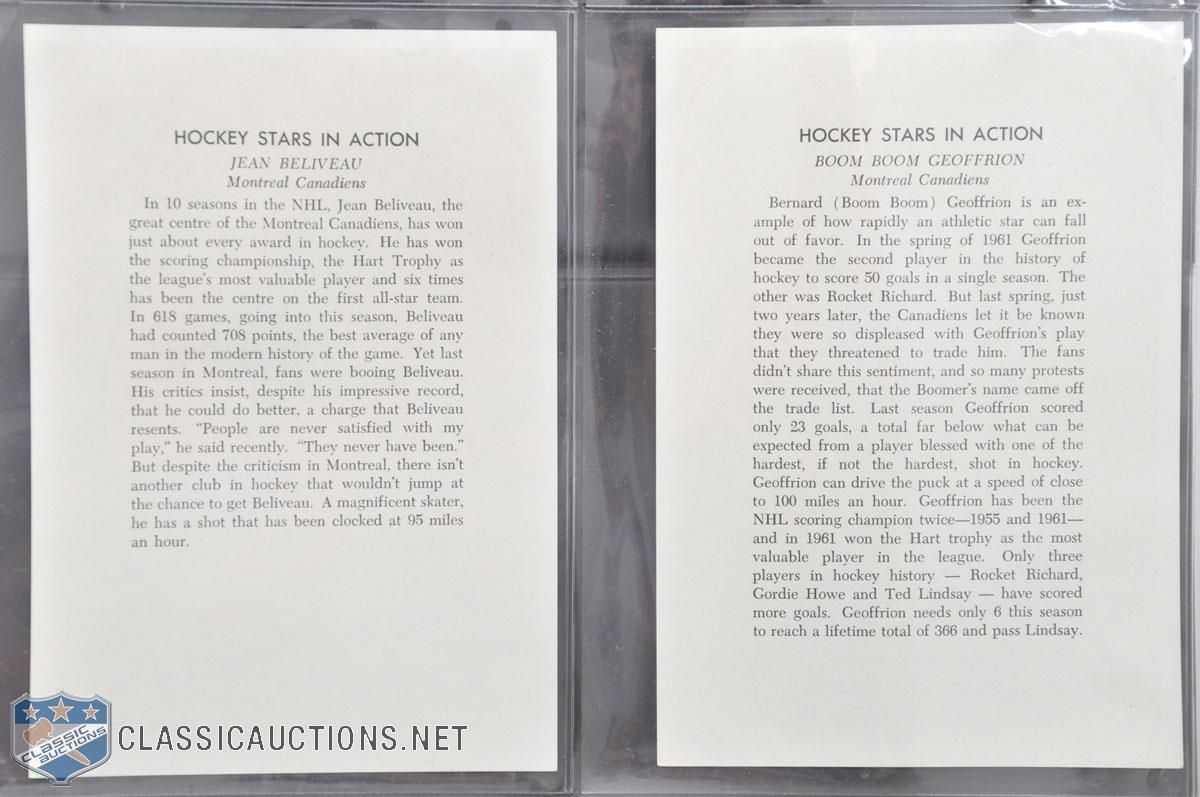 HOCKEY STARS IN ACTION
JEAN BELIVEAU
Montreal Canadiens
In 10 seasons in the NHL, Jean Beliveau, the
great centre of the Montreal Canadiens, has won
just about every award in hockey. He has won
the scoring championship, the Hart Trophy as
the league's most valuable player and six times
has been the centre on the first all-star team.
In 618 games, going into this season, Beliveau
had counted 708 points, the best average of any
man in the modern history of the game. Yet last
season in Montreal, fans were booing Beliveau.
His critics insist, despite his impressive record,
that he could do better, a charge that Beliveau
resents. "People are never satisfied with my
play," he said recently. "They never have been."
But despite the criticism in Montreal, there isn't
another club in hockey that wouldn't jump at
the chance to get Beliveau. A magnificent skater,
he has a shot that has been clocked at 95 miles
an hour.
HOCKEY STARS IN ACTION
BOOM BOOM GEOFFRION
Montreal Canadiens
Bernard (Boom Boom) Geoffrion is an ex-
ample of how rapidly an athletic star can fall
out of favor. In the spring of 1961 Geoffrion
became the second player in the history of
hockey to score 50 goals in a single season. The
other was Rocket Richard. But last spring, just
two years later, the Canadiens let it be known
they were so displeased with Geoffrion's play
that they threatened to trade him. The fans
didn't share this sentiment, and so many protests
were received, that the Boomer's name came off
the trade list. Last season Geoffrion scored
only 23 goals, a total far below what can be
expected from a player blessed with one of the
hardest, if not the hardest, shot in hockey.
Geoffrion can drive the puck at a speed of close
to 100 miles an hour. Geoffrion has been the
NHL scoring champion twice—1955 and 1961—
and in 1961 won the Hart trophy as the most
valuable player in the league. Only three
players in hockey history — Rocket Richard,
Gordie Howe and Ted Lindsay — have scored
more goals. Geoffrion needs only 6 this season
to reach a lifetime total of 366 and pass Lindsay.
CLASSIC
AUCTIONS
CLASSICAUCTIONS.NET